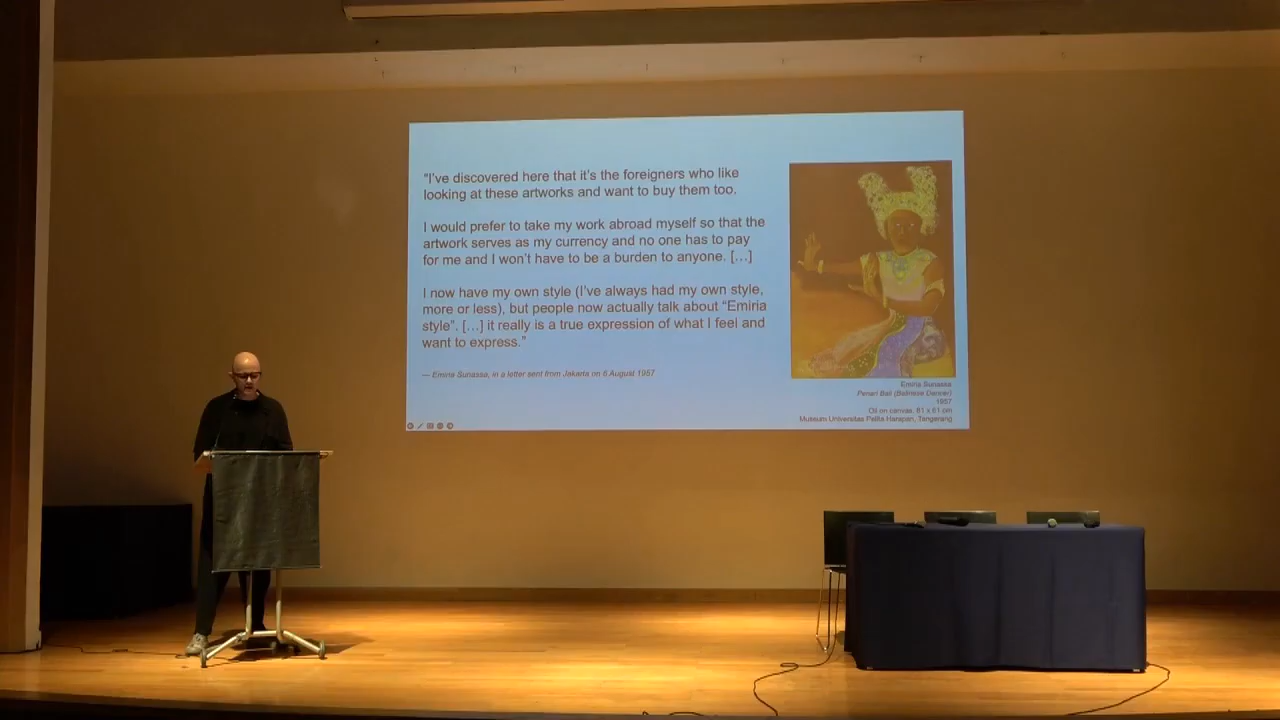 “I’ve discovered here that it’s the foreigners who like
looking at these artworks and want to buy them too.
I would prefer to take my work abroad myself so that the
artwork serves as my currency and no one has to pay
for me and I won’t have to be a burden to anyone. […]
I now have my own style (I’ve always had my own style,
more or less), but people now actually talk about “Emiria
style”. […] it really is a true expression of what I feel and
want to express.”
— Emiria Sunassa, in a letter sent from Jakarta on 6 August 1957
Emiria Sunassa
Penari Bali (Balinese Dancer)
1957
Oil on canvas, 81 x 61 cm
Museum Universitas Pelita Harapan, Tangerang